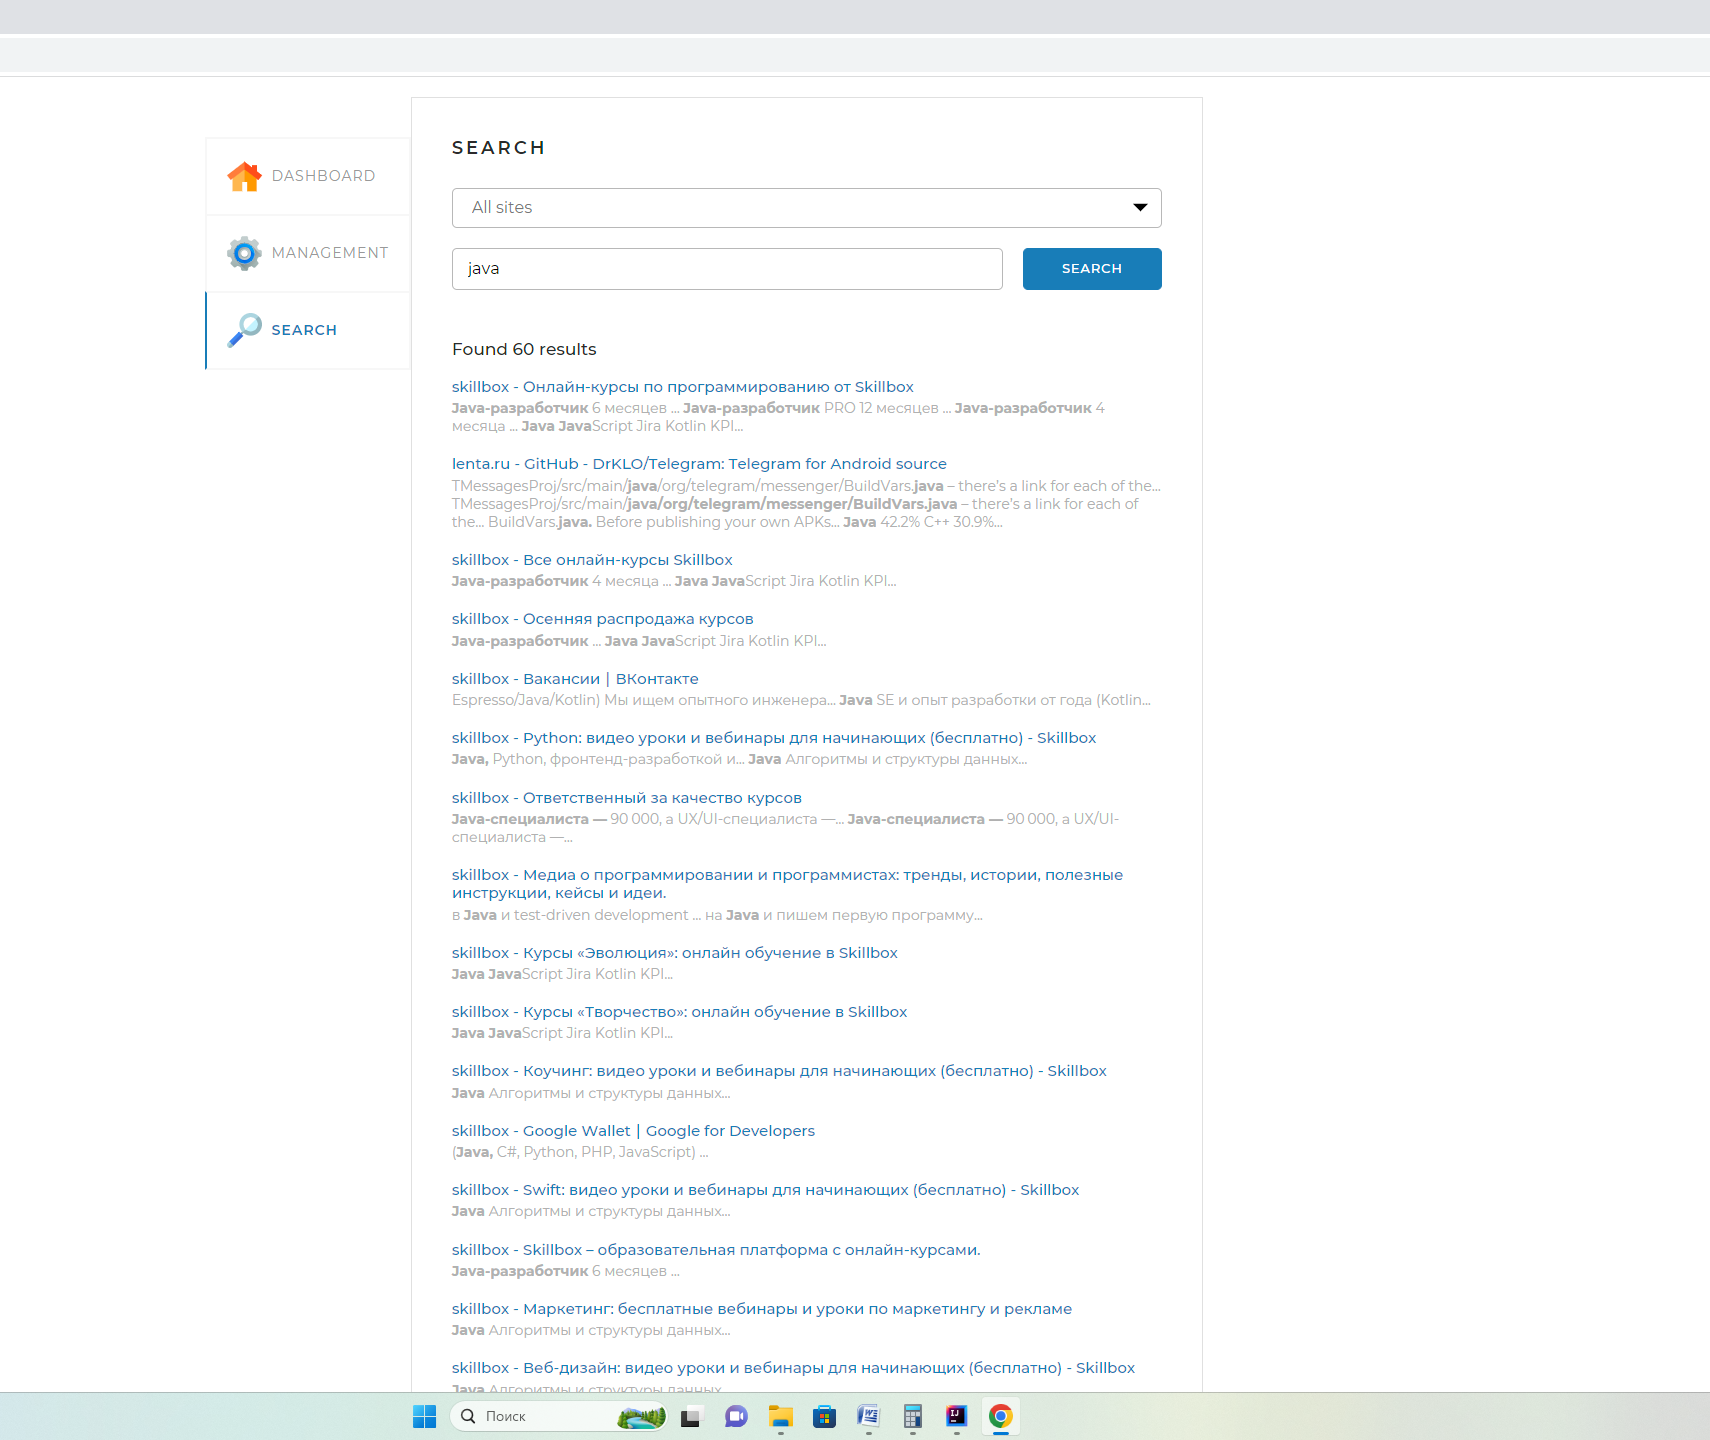 DASHBOARD
MANAGEMENT
SEARCH
SEARCH
All sites
java
SEARCH
Found 60 results
skillbox - Онлайн-курсы по программированию от Skillbox
Java-разработчик 6 месяцев ... Java-разработчик PRO 12 месяцев ... Java-разработчик 4
месяца ... Java JavaScript Jira Kotlin KPI...
lenta.ru - GitHub - DrKLO/Telegram: Telegram for Android source
TMessagesProj/src/main/java/org/telegram/messenger/BuildVars.java – there's a link for each of the...
TMessagesProj/src/main/java/org/telegram/messenger/BuildVars.java – there's a link for each of
the... BuildVars.java. Before publishing your own APKs... Java 42.2% C++ 30.9%...
skillbox - Все онлайн-курсы Skillbox
Java-разработчик 4 месяца ... Java JavaScript Jira Kotlin KPI...
skillbox - Осенняя распродажа курсов
Java-разработчик ... Java JavaScript Jira Kotlin KPI...
skillbox - Вакансии | ВКонтакте
Espresso/Java/Kotlin) Мы ищем опытного инженера... Java SE и опыт разработки от года (Kotlin...
skillbox - Python: видео уроки и вебинары для начинающих (бесплатно) - Skillbox
Java, Python, фронтенд-разработкой и... Java Алгоритмы и структуры данных...
skillbox - Ответственный за качество курсов
Java-специалиста — 90 000, а UX/UI-специалиста —... Java-специалиста — 90 000, а UX/UI-
специалиста —...
skillbox - Медиа о программировании и программистах: тренды, истории, полезные
инструкции, кейсы и идеи.
в Java и test-driven development ... на Java и пишем первую программу...
skillbox - Курсы «Эволюция»: онлайн обучение в Skillbox
Java JavaScript Jira Kotlin KPI...
skillbox - Курсы «Творчество»: онлайн обучение в Skillbox
Java JavaScript Jira Kotlin KPI...
skillbox - Коучинг: видео уроки и вебинары для начинающих (бесплатно) - Skillbox
Java Алгоритмы и структуры данных...
skillbox - Google Wallet | Google for Developers
(Java, C#, Python, PHP, JavaScript) ...
skillbox - Swift: видео уроки и вебинары для начинающих (бесплатно) - Skillbox
Java Алгоритмы и структуры данных...
skillbox - Skillbox – образовательная платформа с онлайн-курсами.
Java-разработчик 6 месяцев ...
skillbox - Маркетинг: бесплатные вебинары и уроки по маркетингу и рекламе
Java Алгоритмы и структуры данных...
skillbox - Веб-дизайн: видео уроки и вебинары для начинающих (бесплатно) - Skillbox
Java Алгоритмы и структуры данных
Поиск